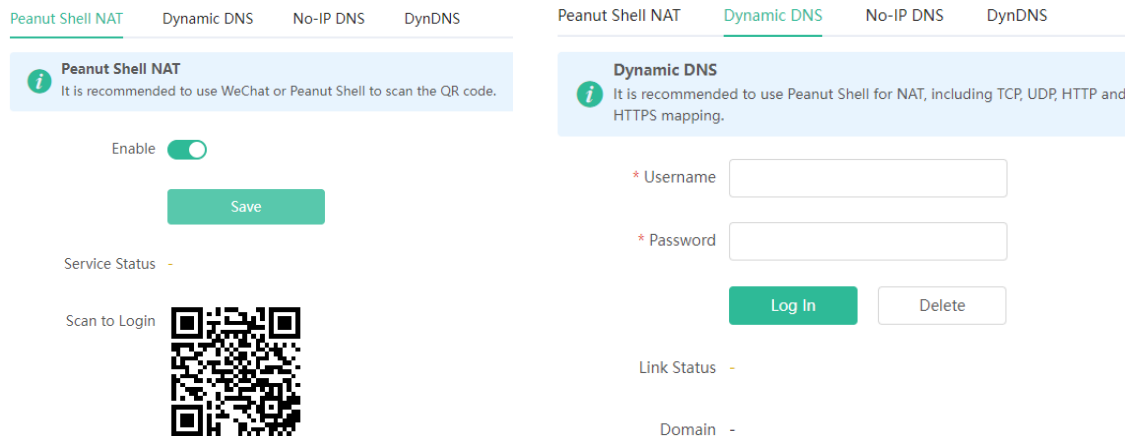 Peanut Shell NAT Dynamic DNS No-IP DNS DynDNS
Peanut Shell NAT
It is recommended to use WeChat or Peanut Shell to scan the QR code.
Enable
Save
Service Status -
Scan to Login
Peanut Shell NAT Dynamic DNS No-IP DNS DynDNS
Dynamic DNS
It is recommended to use Peanut Shell for NAT, including TCP, UDP, HTTP and
HTTPS mapping.
* Username
* Password
Log In Delete
Link Status -
Domain -